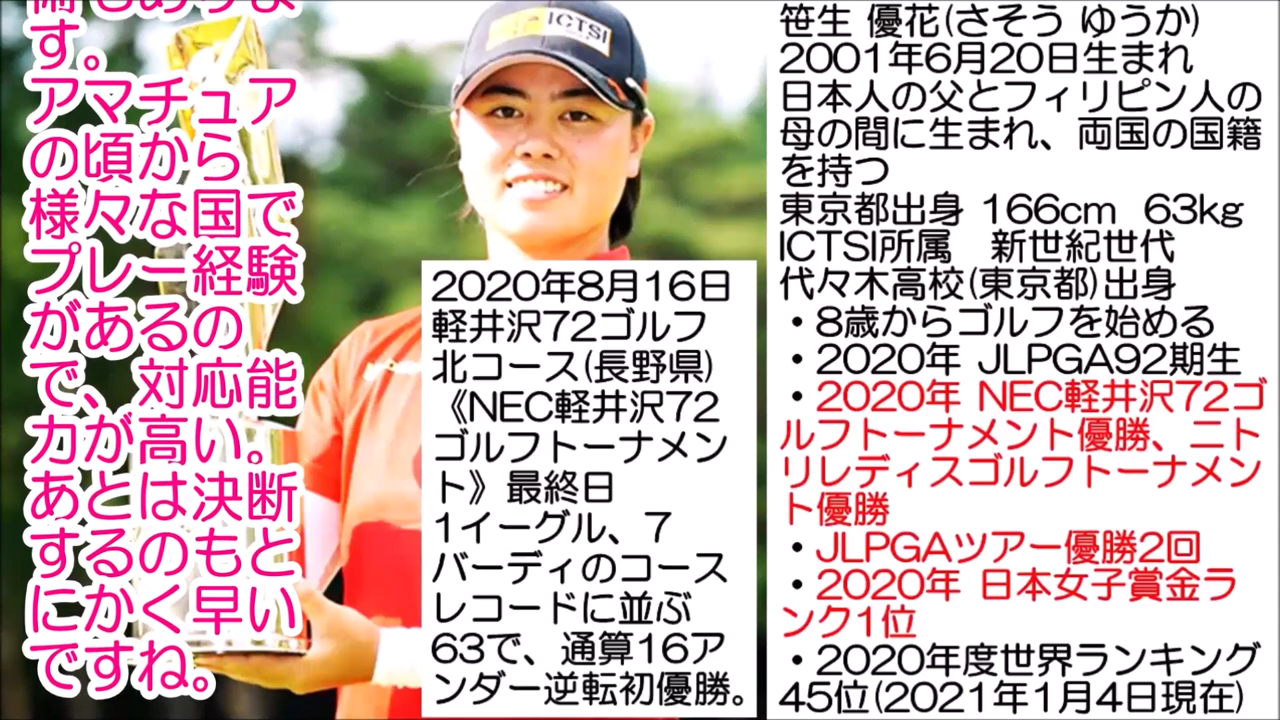 す。
アマチュア
の頃から
様々な国で
プレー経験
があるの
で、対応能
力が高い。
あとは決断
するのもと
にかく早い
ですね。
ICTSI
2020年8月16日
軽井沢72ゴルフ
北コース(長野県)
《NEC軽井沢72
ゴルフトーナメン
ト》最終日
1イーグル、7
バーディのコース
レコードに並ぶ
63で、通算16ア
ンダー逆転初優勝。
笹生 優花(さそう ゆうか)
2001年6月20日生まれ
日本人の父とフィリピン人の
母の間に生まれ、両国の国籍
を持つ
東京都出身 166cm 63kg
ICTSI所属 新世紀世代
代々木高校(東京都)出身
・8歳からゴルフを始める
・2020年 JLPGA92期生
・2020年 NEC軽井沢72ゴ
ルフトーナメント優勝、ニト
リレディスゴルフトーナメン
ト優勝
・JLPGAツアー優勝2回
・2020年 日本女子賞金ラ
ンク1位
・2020年度世界ランキング
45位(2021年1月4日現在)